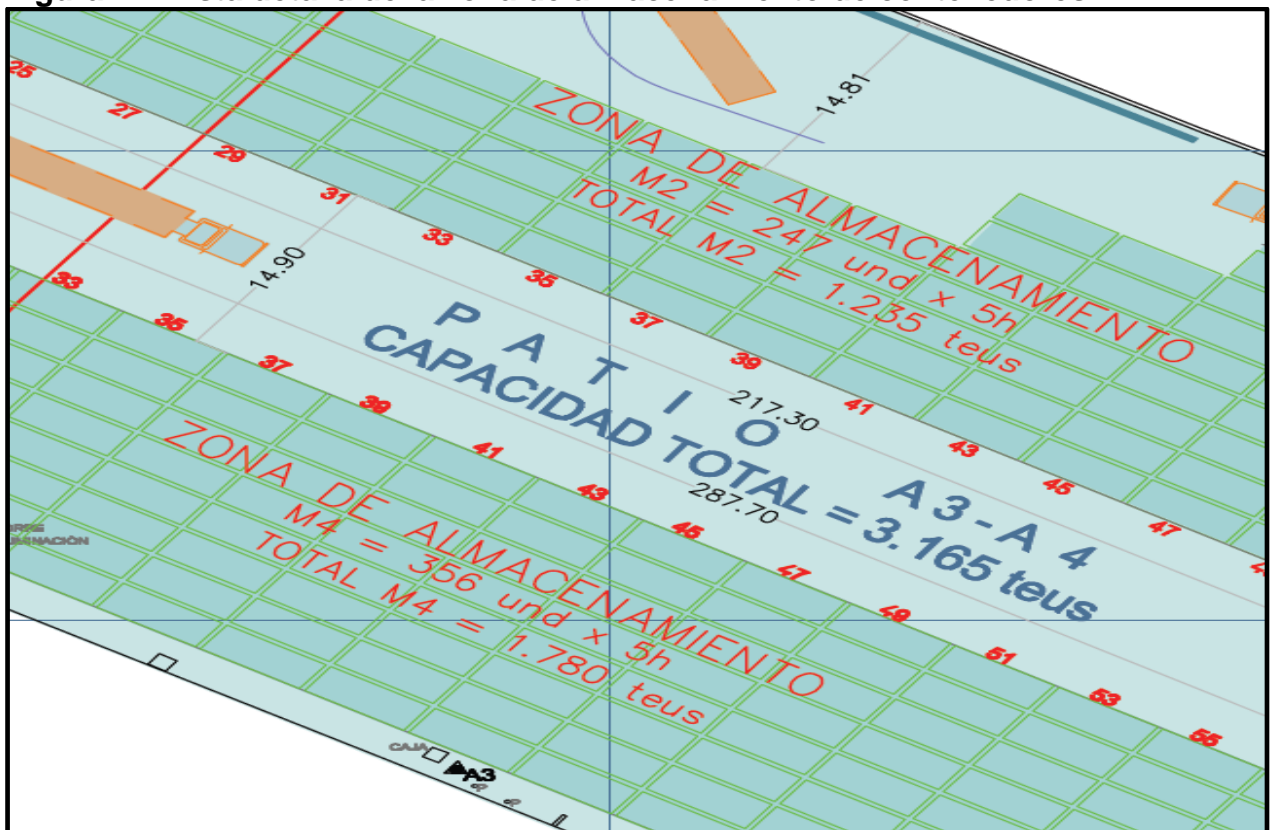 14.81
25
27
29
31
33
35
37
39
41
43
45
47
14.90
ZONA DE ALMACENAMIENTO
M2 = 247 und x 5h
TOTAL M2 = 1.235 teus
PATIO A3-A4
CAPACIDAD TOTAL = 3.165 teus
217.30
287.70
33
35
37
39
41
43
45
47
49
51
53
55
ZONA DE ALMACENAMIENTO
M4 = 356 und x 5h
TOTAL M4 = 1.780 teus
CAJA
A3